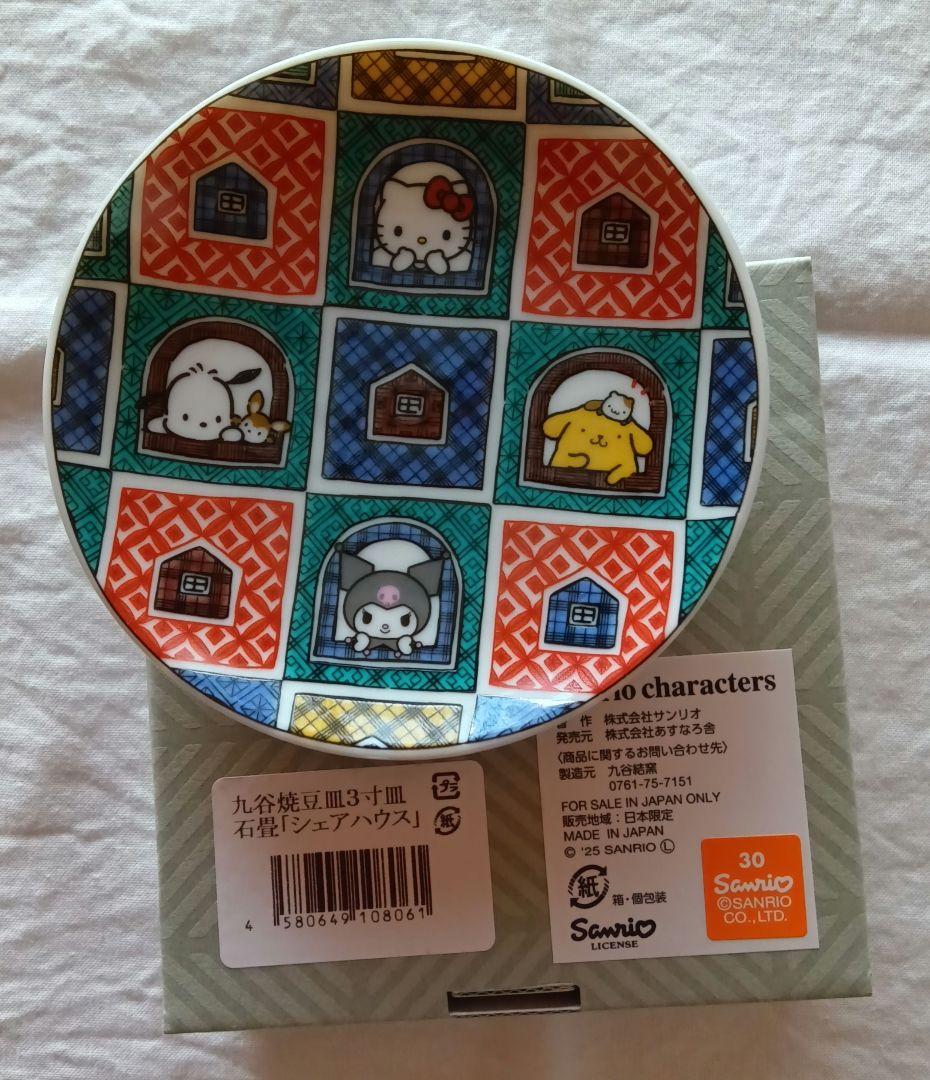 characters
作 株式会社サンリオ
発売元 株式会社あすなろ舎
〈商品に関するお問い合わせ先〉
製造元 九谷結窯
0761-75-7151
FOR SALE IN JAPAN ONLY
販売地域：日本限定
MADE IN JAPAN
© '25 SANRIO Ⓛ
紙 箱・個包装
Sanrio
LICENSE
30
Sanrio
©SANRIO
CO.,LTD.
九谷焼豆皿3寸皿
石畳「シェアハウス」
プラ
紙
4 580649 108061